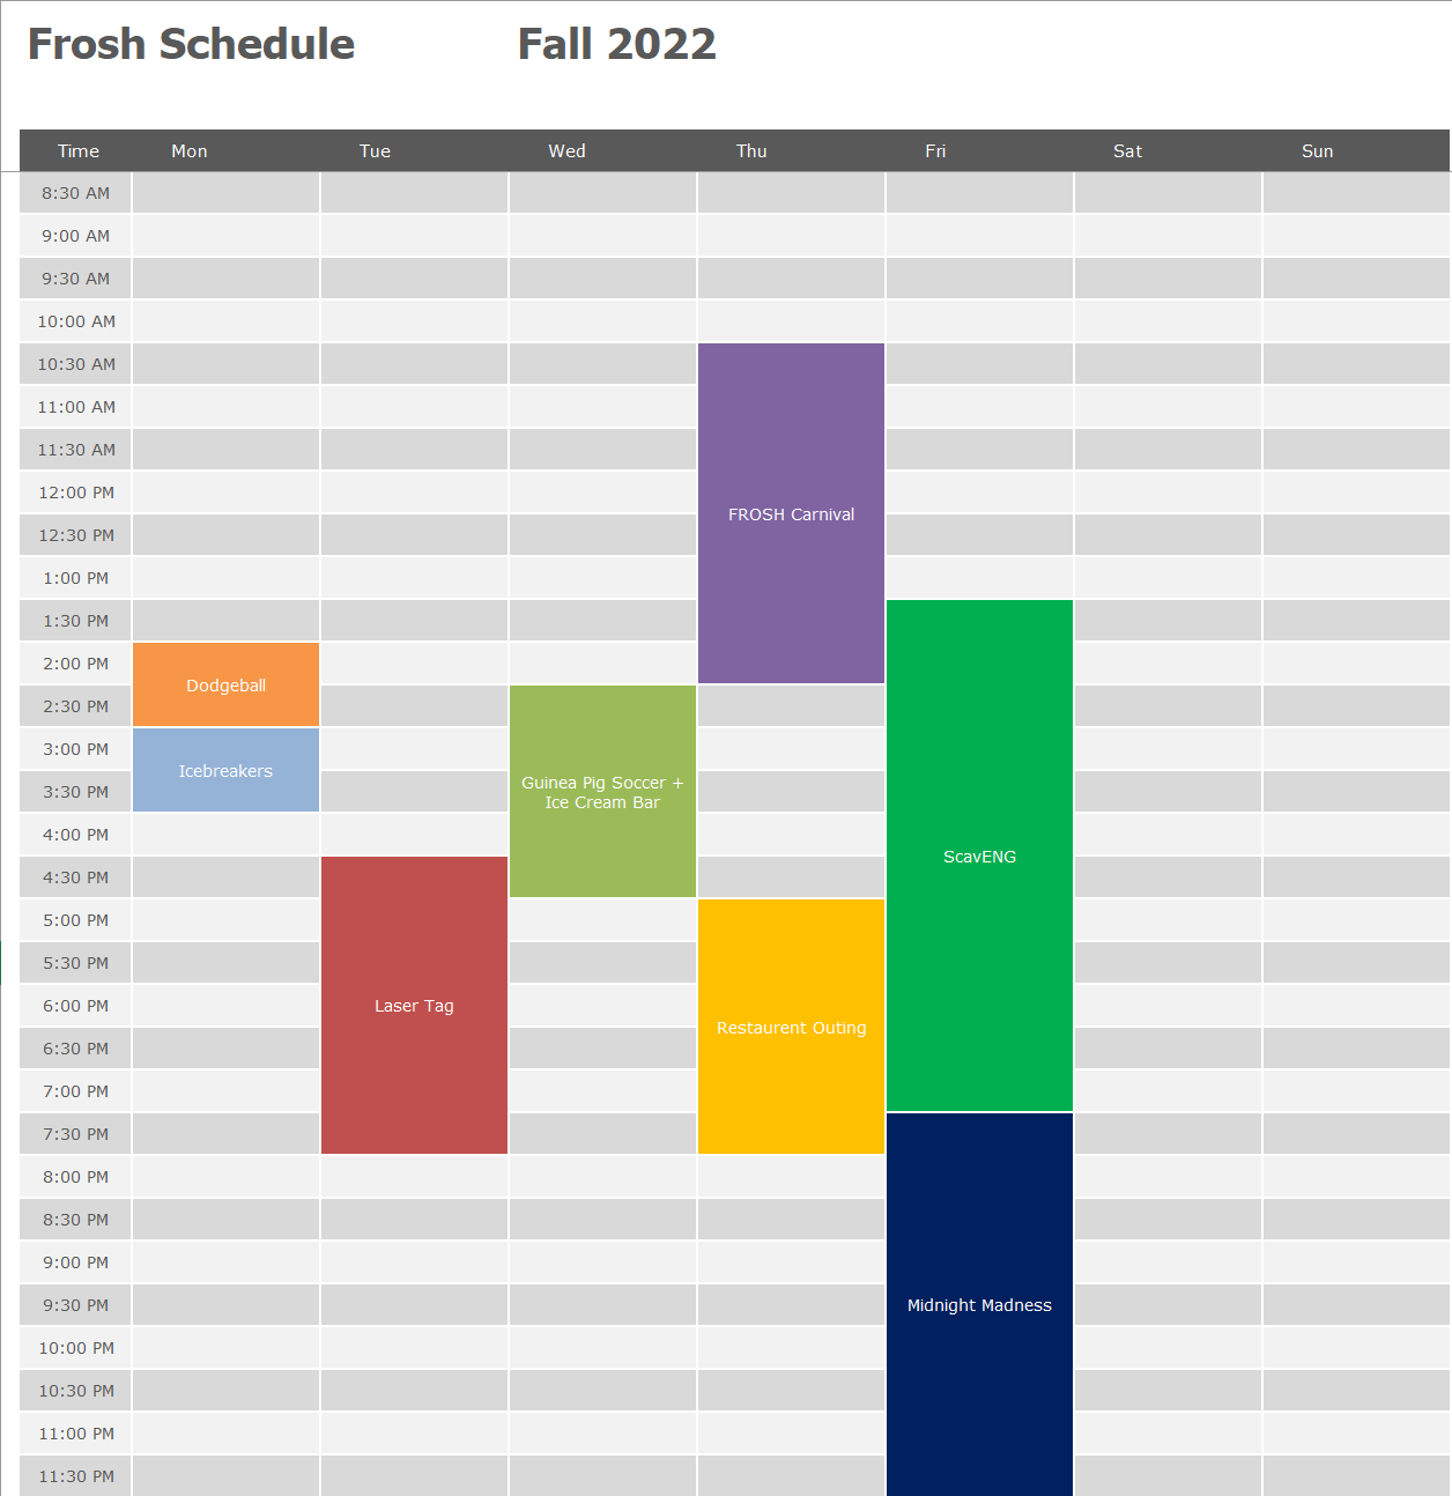 Frosh Schedule Fall 2022
Time Mon Tue Wed Thu Fri Sat Sun
8:30 AM
9:00 AM
9:30 AM
10:00 AM
10:30 AM
11:00 AM
11:30 AM
12:00 PM
FROSH Carnival
12:30 PM
1:00 PM
1:30 PM
2:00 PM
Dodgeball
2:30 PM
3:00 PM
Icebreakers
Guinea Pig Soccer +
3:30 PM
Ice Cream Bar
4:00 PM
ScavENG
4:30 PM
5:00 PM
5:30 PM
6:00 PM Laser Tag
Restaurent Outing
6:30 PM
7:00 PM
7:30 PM
8:00 PM
8:30 PM
9:00 PM
9:30 PM Midnight Madness
10:00 PM
10:30 PM
11:00 PM
11:30 PM